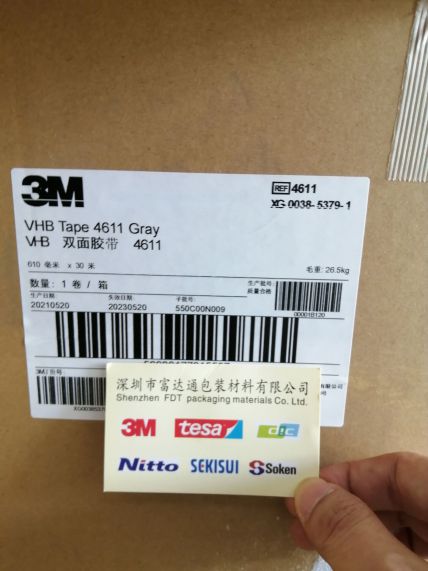 3M
REF 4611
XG-0038-5379-1
VHB Tape 4611 Gray
VHB 双面胶带 4611
610 毫米 x 30 米
毛重: 26.5kg
数量: 1 卷 / 箱
生产批号:
质量合格
生产日期: 失效日期: 子批号:
20210520 20230520 550C00N009
00001B120
深圳市富达通包装材料有限公司
Shenzhen FDT packaging materials Co. Ltd.
3M tesa dic
Nitto SEKISUI Soken